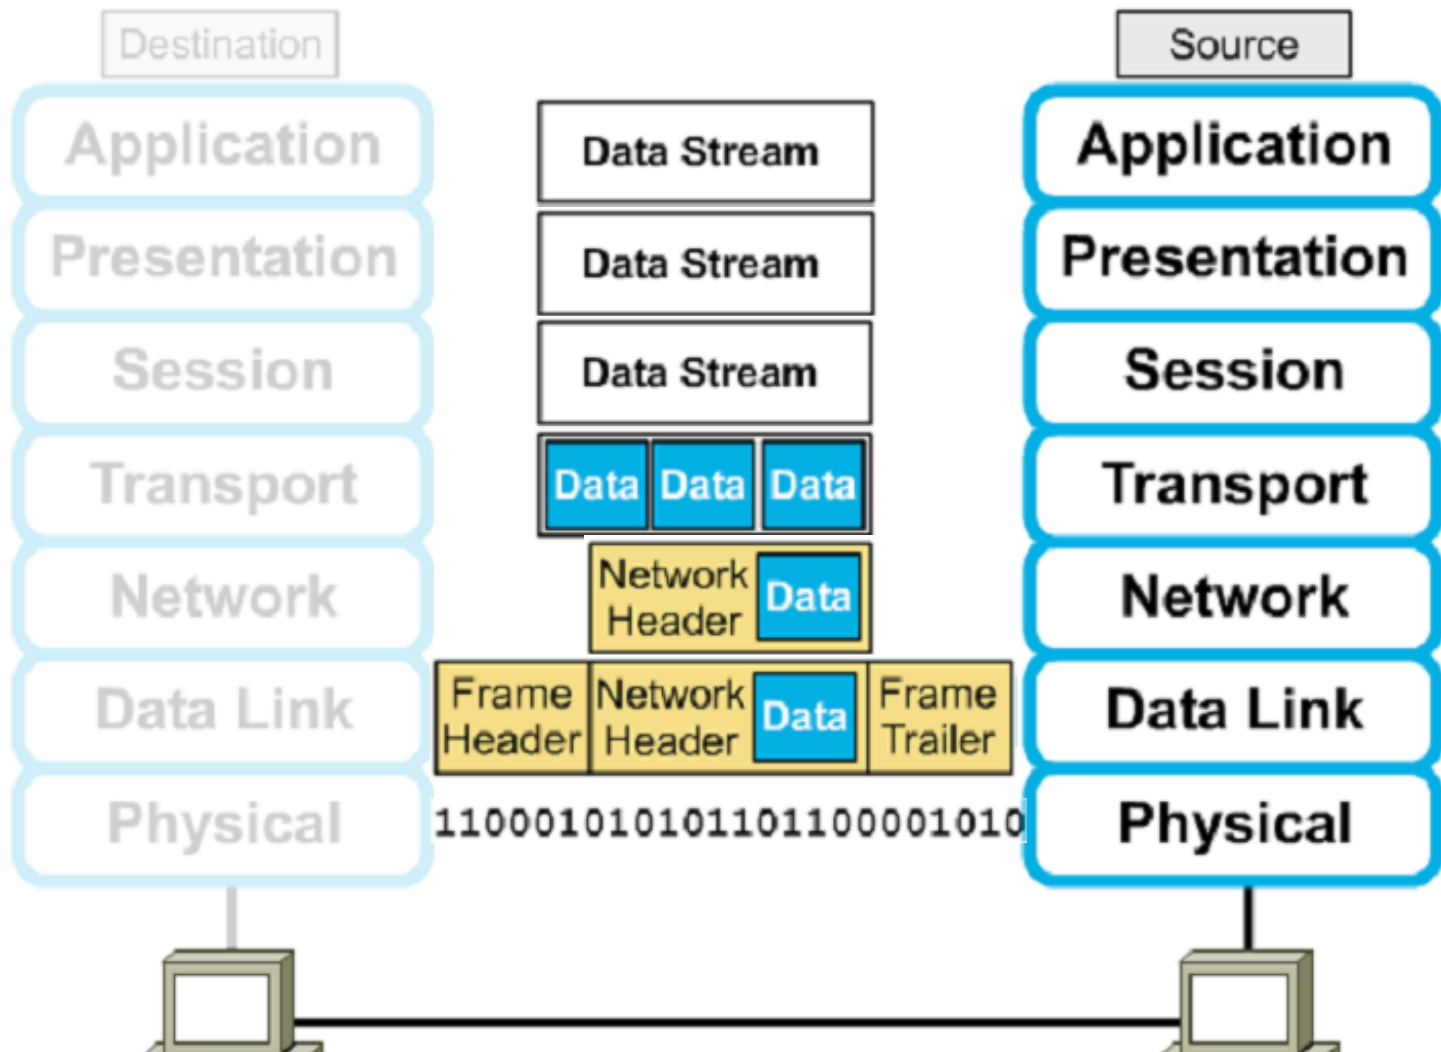 Destination
Source
Application
Data Stream
Application
Presentation
Data Stream
Presentation
Session
Data Stream
Session
Transport
Data Data Data
Transport
Network
Network
Header
Data
Network
Data Link
Frame
Header
Network
Header
Data
Frame
Trailer
Data Link
Physical
110001010101101100001010
Physical